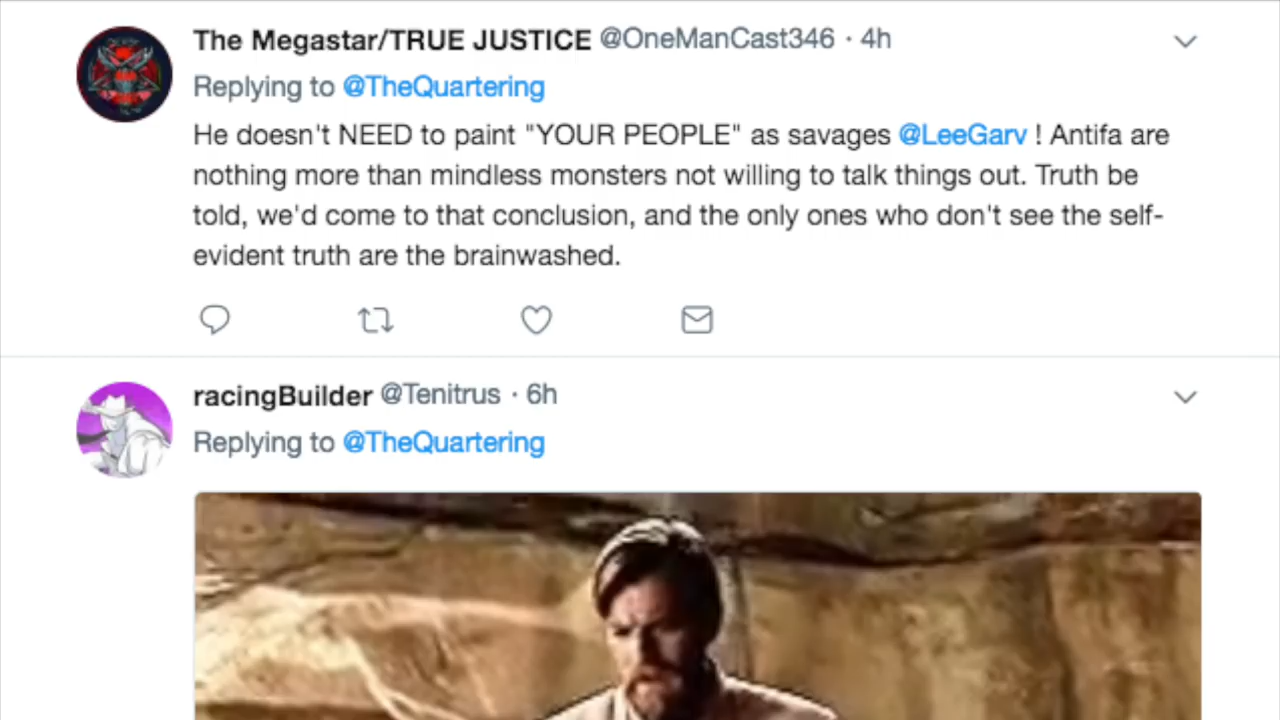 The Megastar/TRUE JUSTICE @OneManCast346 · 4h
Replying to @TheQuartering
He doesn't NEED to paint "YOUR PEOPLE" as savages @LeeGarv ! Antifa are
nothing more than mindless monsters not willing to talk things out. Truth be
told, we'd come to that conclusion, and the only ones who don't see the self-
evident truth are the brainwashed.
racingBuilder @Tenitrus · 6h
Replying to @TheQuartering